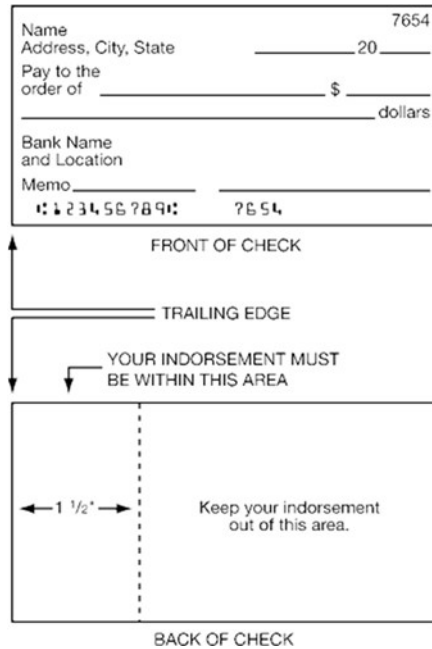 7654
Name
Address, City, State 20
Pay to the
order of $
dollars
Bank Name
and Location
Memo
⑆123456789⑆ 7654
FRONT OF CHECK
TRAILING EDGE
YOUR INDORSEMENT MUST
BE WITHIN THIS AREA
1 1/2"
Keep your indorsement
out of this area.
BACK OF CHECK